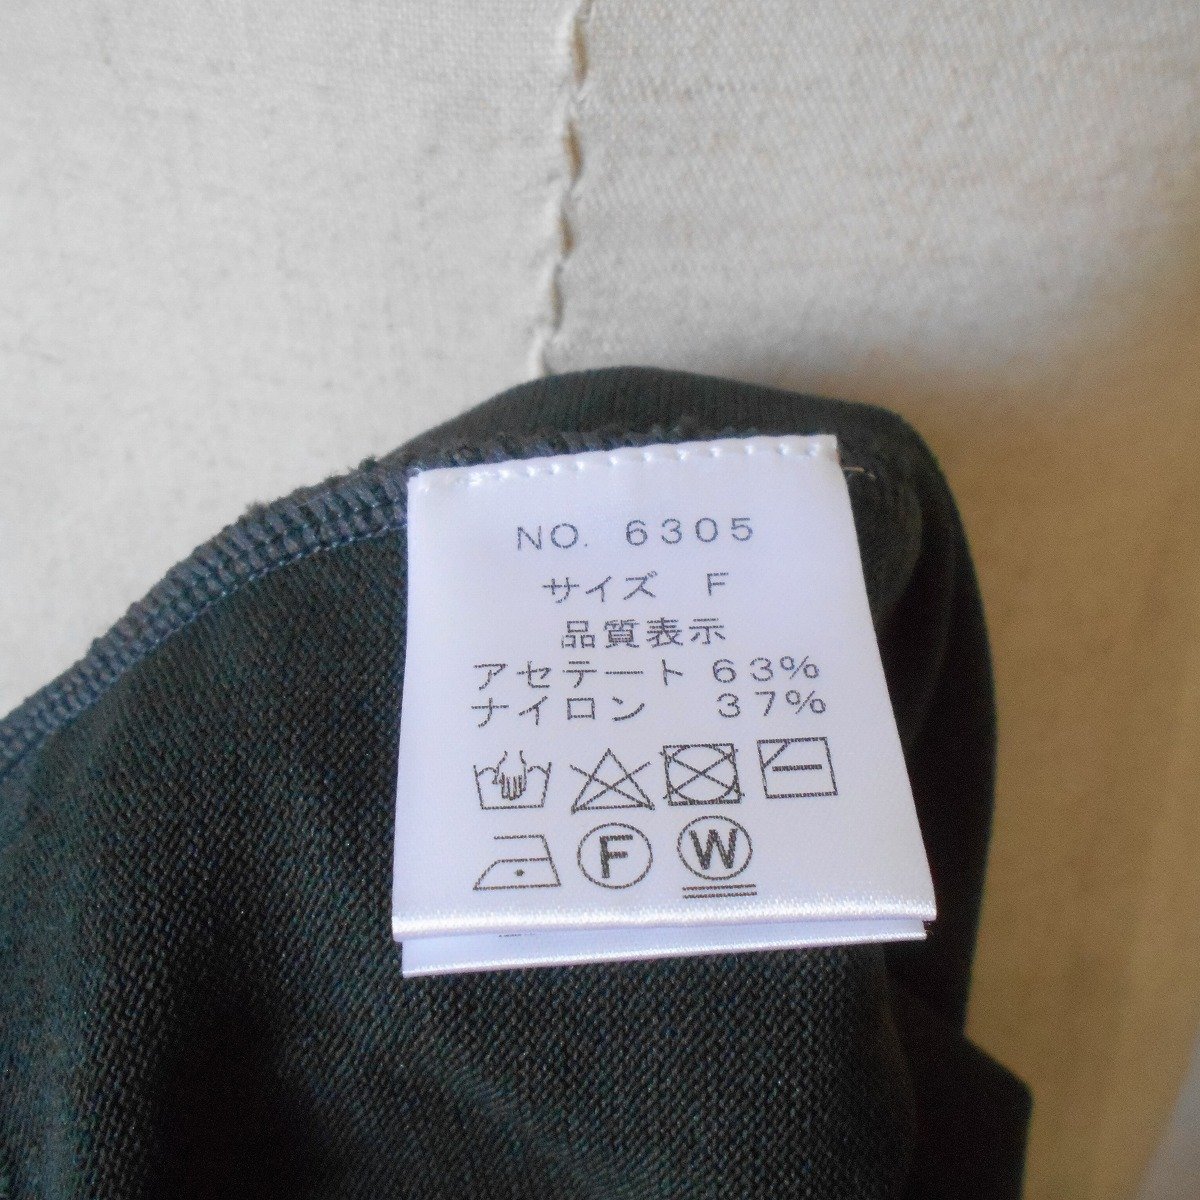 NO. 6305
サイズ F
品質表示
アセテート 63%
ナイロン 37%
F W